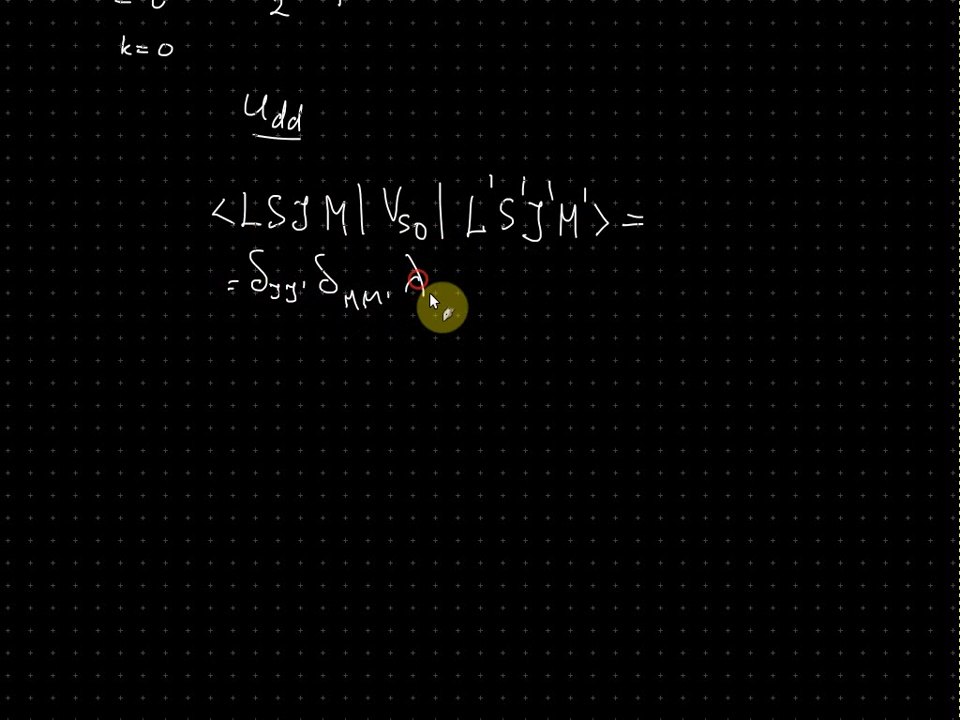 k=0
U_dd
<LSJM|V_SO|L'S'J'M'>=
=δ_JJ' δ_MM' λ